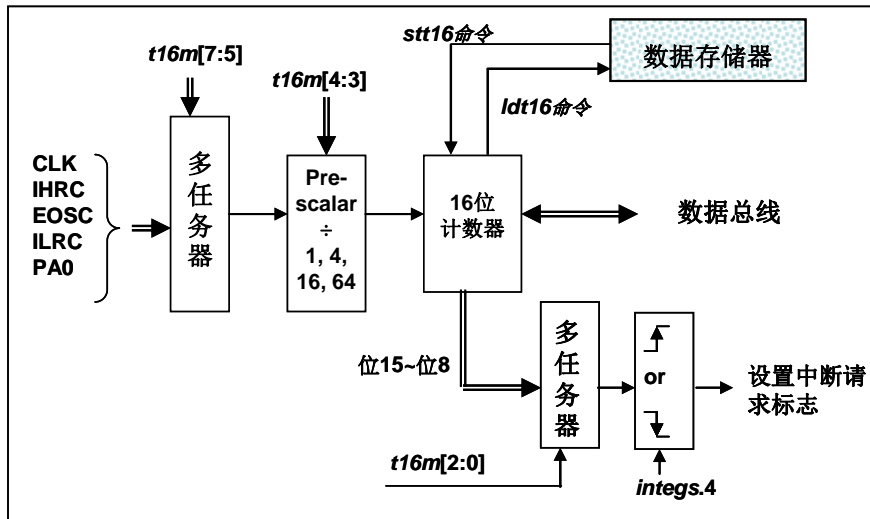 stt16命令
数据存储器
t16m[7:5]
t16m[4:3]
ldt16命令
CLK
IHRC
EOSC
ILRC
PA0
多
任
务
器
Pre-
scalar
÷
1, 4,
16, 64
16位
计数器
数据总线
位15~位8
多
任
务
器
or
设置中断请
求标志
t16m[2:0]
integs.4